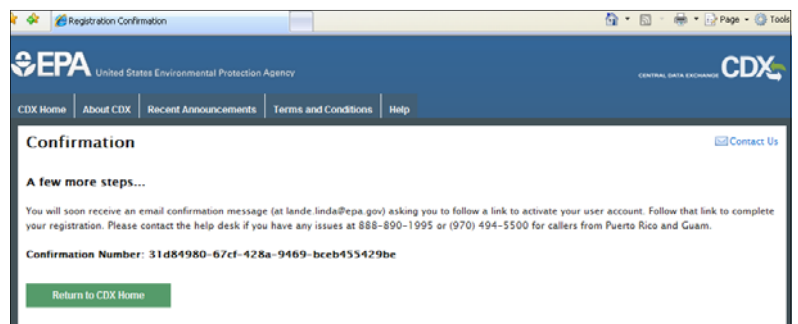 Registration Confirmation
Page
Tools
EPA United States Environmental Protection Agency
CENTRAL DATA EXCHANGE CDX
CDX Home About CDX Recent Announcements Terms and Conditions Help
Confirmation
Contact Us
A few more steps...
You will soon receive an email confirmation message (at lande.linda@epa.gov) asking you to follow a link to activate your user account. Follow that link to complete
your registration. Please contact the help desk if you have any issues at 888-890-1995 or (970) 494-5500 for callers from Puerto Rico and Guam.
Confirmation Number: 31d84980-67cf-428a-9469-bceb455429be
Return to CDX Home